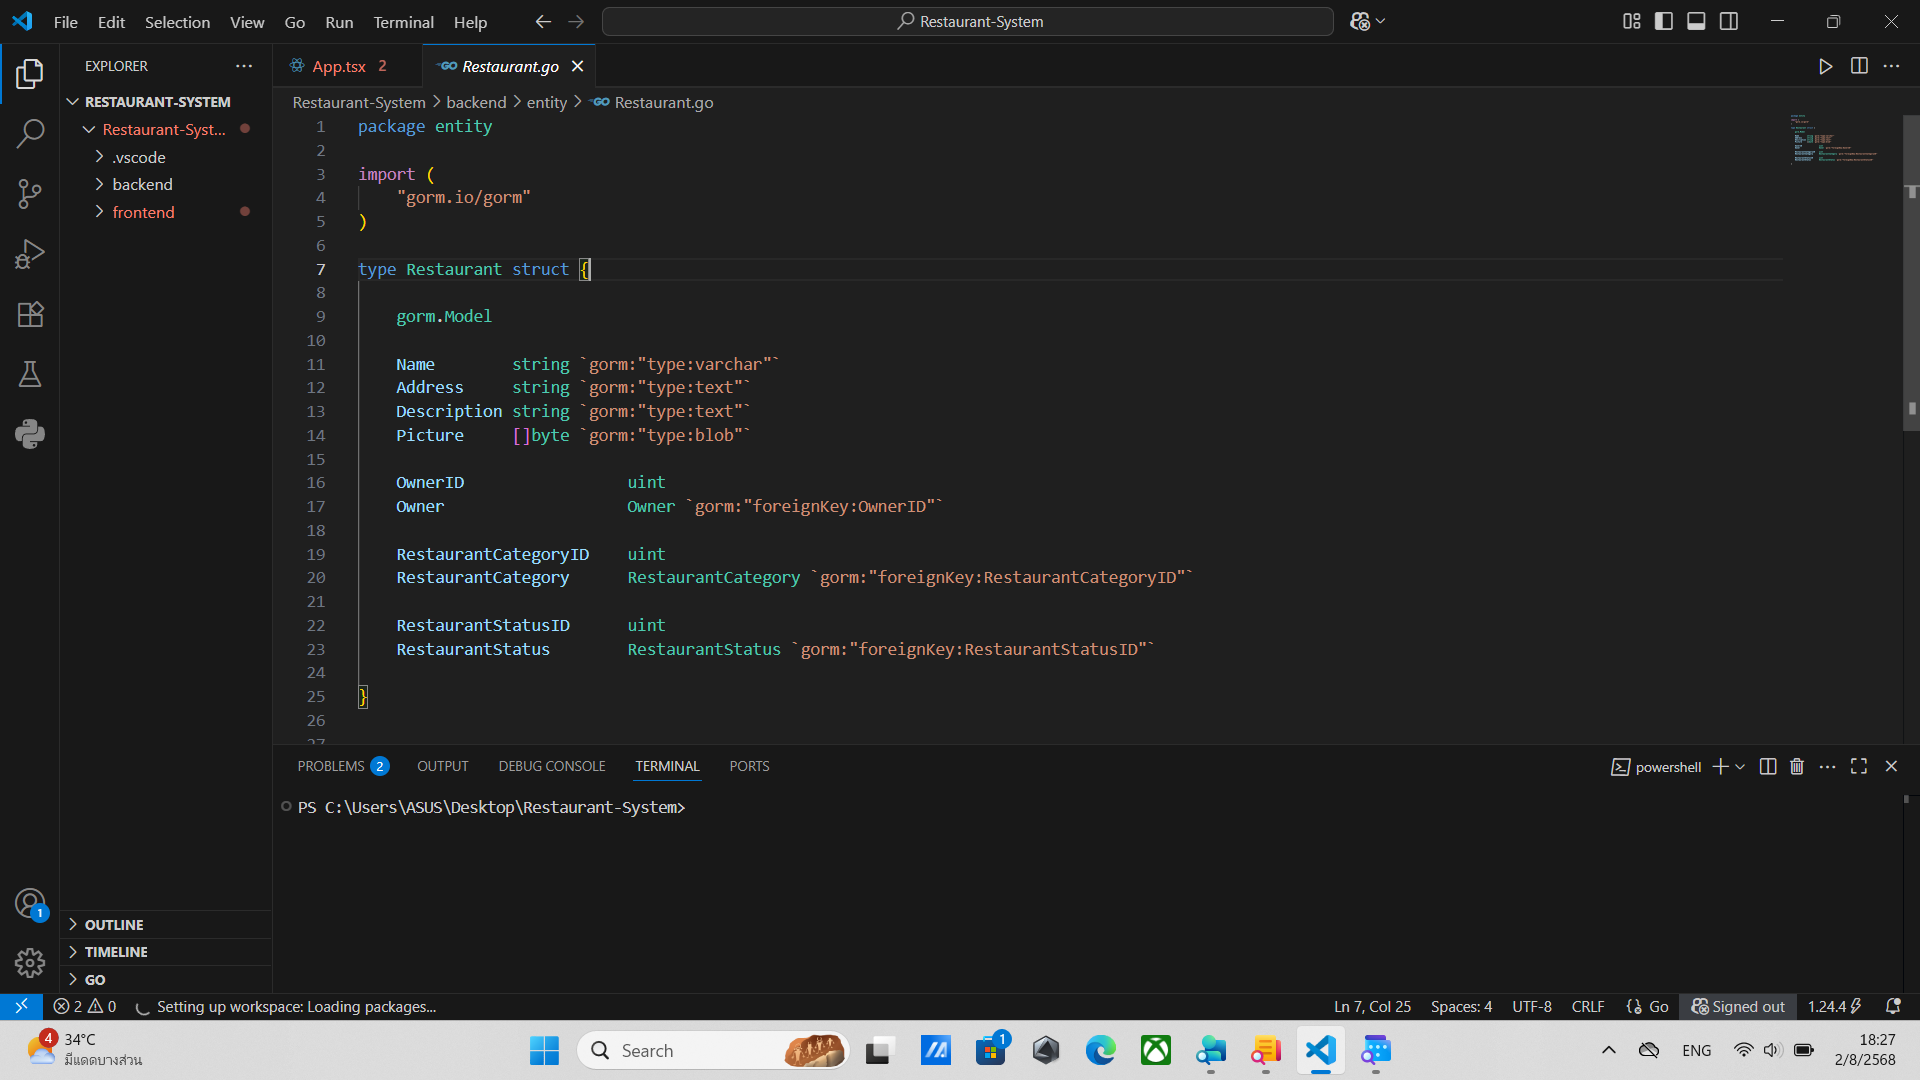 File Edit Selection View Go Run Terminal Help
Restaurant-System
EXPLORER
RESTAURANT-SYSTEM
Restaurant-Syst...
.vscode
backend
frontend
OUTLINE
TIMELINE
GO
App.tsx 2
Restaurant.go
Restaurant-System > backend > entity > Restaurant.go
1 package entity
2
3 import (
4 "gorm.io/gorm"
5 )
6
7 type Restaurant struct {
8
9 gorm.Model
10
11 Name string `gorm:"type:varchar"`
12 Address string `gorm:"type:text"`
13 Description string `gorm:"type:text"`
14 Picture []byte `gorm:"type:blob"`
15
16 OwnerID uint
17 Owner Owner `gorm:"foreignKey:OwnerID"`
18
19 RestaurantCategoryID uint
20 RestaurantCategory RestaurantCategory `gorm:"foreignKey:RestaurantCategoryID"`
21
22 RestaurantStatusID uint
23 RestaurantStatus RestaurantStatus `gorm:"foreignKey:RestaurantStatusID"`
24
25 }
26
27
PROBLEMS 2 OUTPUT DEBUG CONSOLE TERMINAL PORTS
powershell
PS C:\Users\ASUS\Desktop\Restaurant-System>
1
2 0 Setting up workspace: Loading packages...
Ln 7, Col 25 Spaces: 4 UTF-8 CRLF Go Signed out 1.24.4
4 34°C
มีแดดบางส่วน
Search
1
ENG
18:27
2/8/2568